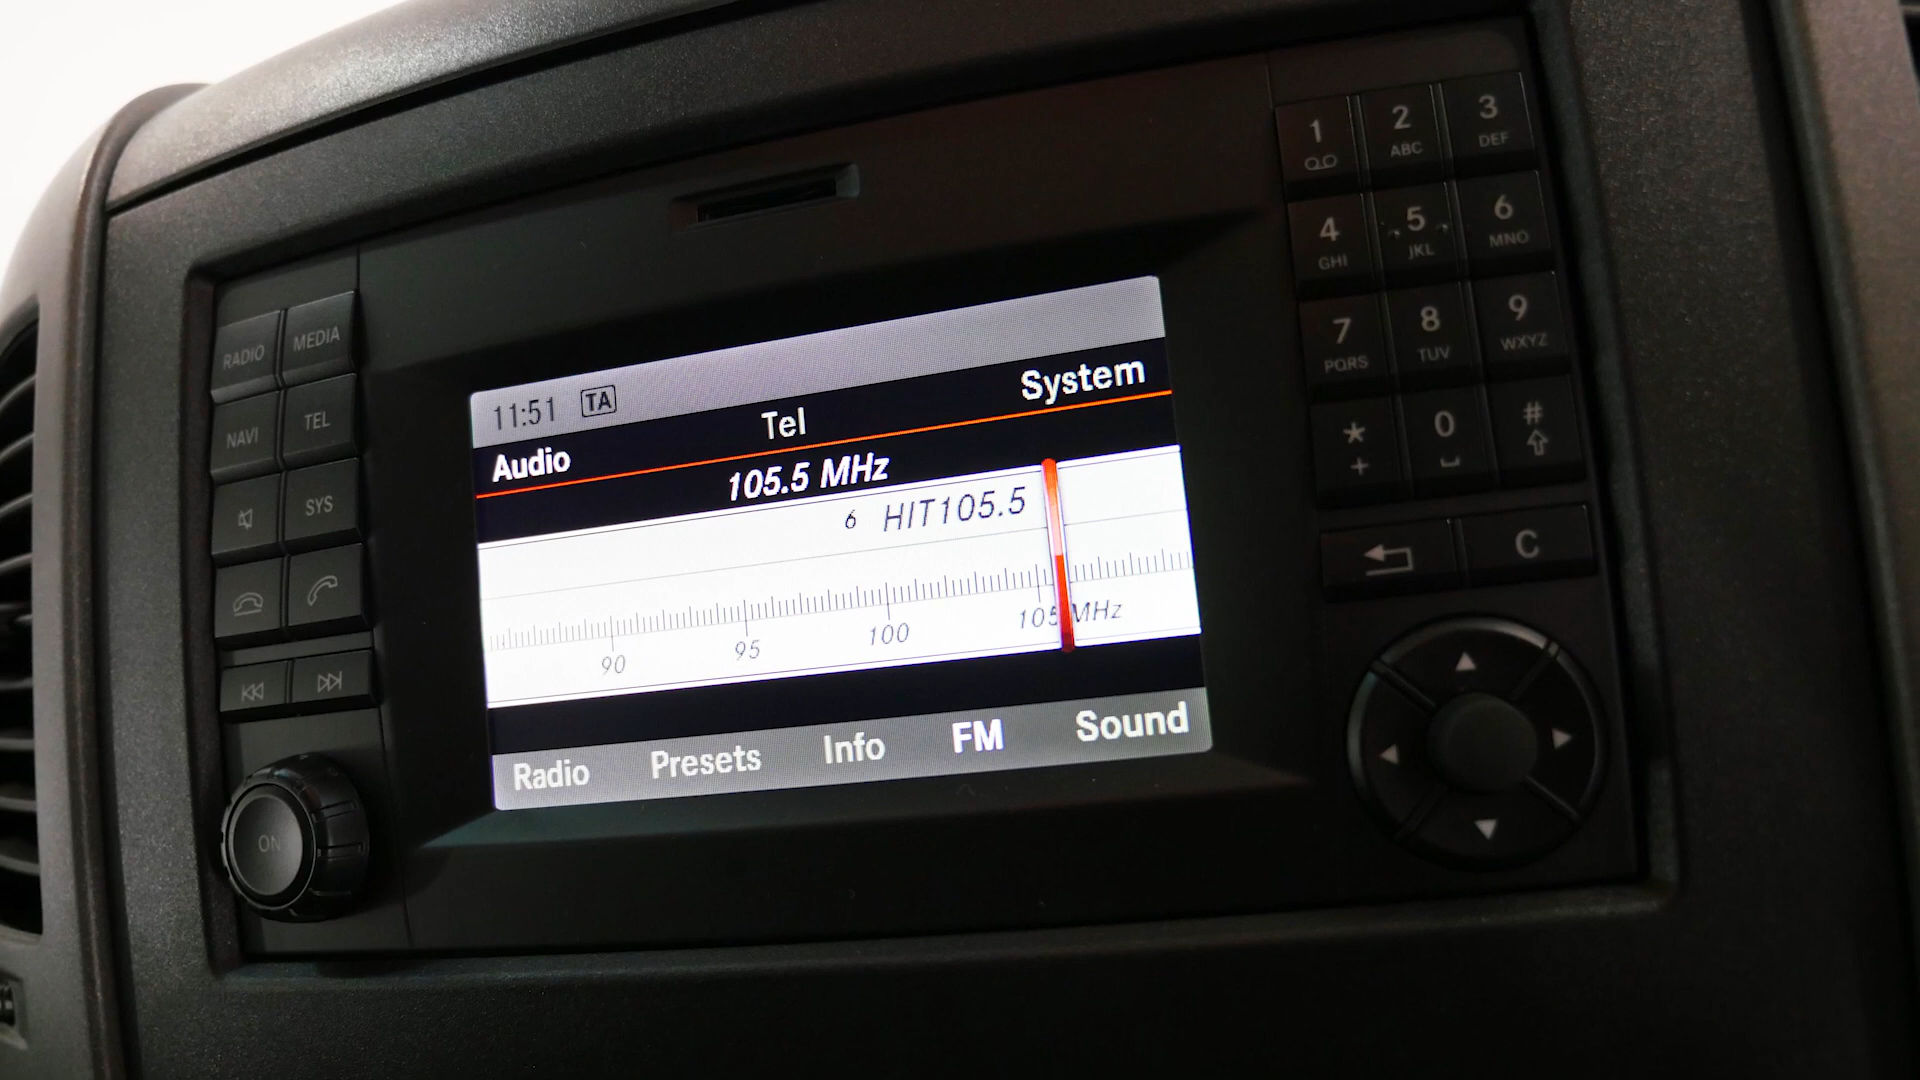 RADIO MEDIA
NAVI TEL
SYS
ON
11:51 TA
Audio Tel System
105.5 MHz
6 HIT105.5
90 95 100 105 MHz
Radio Presets Info FM Sound
1 2 ABC 3 DEF
4 GHI 5 JKL 6 MNO
7 PQRS 8 TUV 9 WXYZ
* + 0 #
C